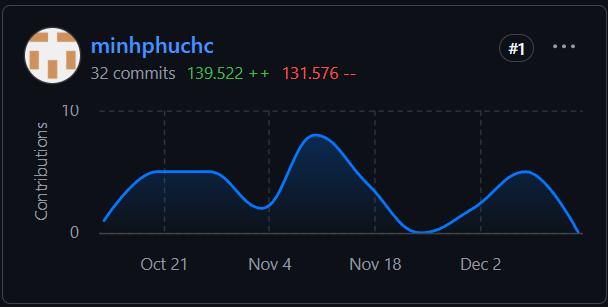 minhphuchc
#1
32 commits 139.522 ++ 131.576 --
10
Contributions
0
Oct 21 Nov 4 Nov 18 Dec 2